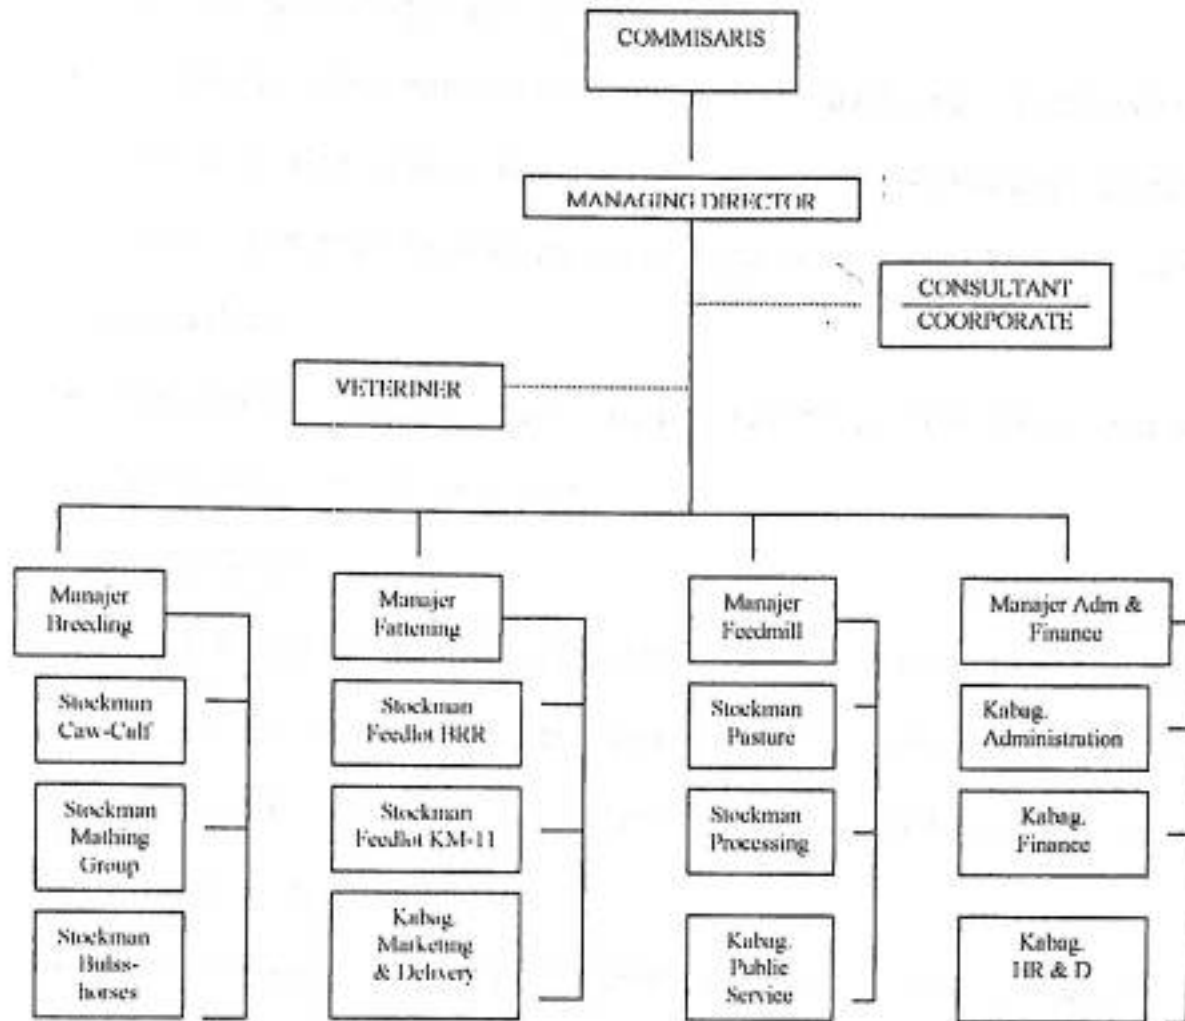 COMMISARIS
MANAGING DIRECTOR
CONSULTANT
COORPORATE
VETERINER
Manajer
Breeding
Manajer
Fattening
Manajer
Feedmill
Manajer Adm &
Finance
Stockman
Caw-Calf
Stockman
Feedlot BRR
Stockman
Pasture
Kabag.
Administration
Stockman
Mathing
Group
Stockman
Feedlot KM-11
Stockman
Processing
Kabag.
Finance
Stockman
Bulss-
horses
Kabag.
Marketing
& Delivery
Kabag.
Public
Service
Kabag.
HR & D